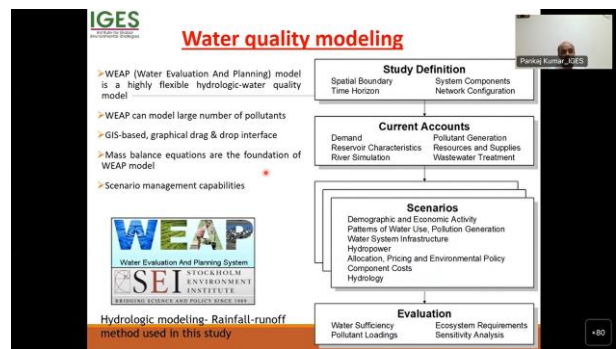 IGES
Institute for Global
Environmental Strategies
Water quality modeling
Pankaj Kumar_IGES
➢WEAP (Water Evaluation And Planning) model
is a highly flexible hydrologic-water quality
model
➢WEAP can model large number of pollutants
➢GIS-based, graphical drag & drop interface
➢Mass balance equations are the foundation of
WEAP model
➢Scenario management capabilities
WEAP
Water Evaluation And Planning System
SEI STOCKHOLM
ENVIRONMENT
INSTITUTE
BRIDGING SCIENCE AND POLICY SINCE 1989
Hydrologic modeling- Rainfall-runoff
method used in this study
Study Definition
Spatial Boundary System Components
Time Horizon Network Configuration
Current Accounts
Demand Pollutant Generation
Reservoir Characteristics Resources and Supplies
River Simulation Wastewater Treatment
Scenarios
Demographic and Economic Activity
Patterns of Water Use, Pollution Generation
Water System Infrastructure
Hydropower
Allocation, Pricing and Environmental Policy
Component Costs
Hydrology
Evaluation
Water Sufficiency Ecosystem Requirements
Pollutant Loadings Sensitivity Analysis
+80